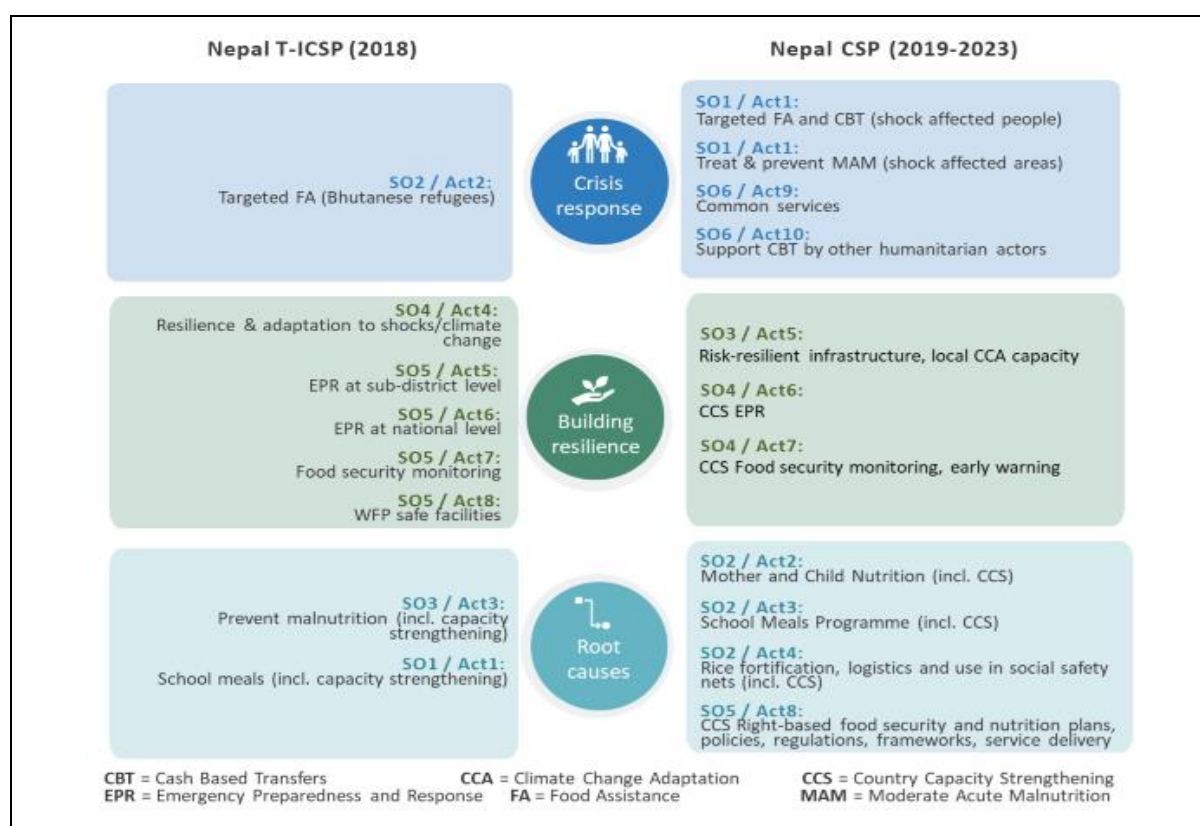 Nepal T-ICSP (2018)
Nepal CSP (2019-2023)
SO2 / Act2:
Targeted FA (Bhutanese refugees)
Crisis
response
SO1 / Act1:
Targeted FA and CBT (shock affected people)
SO1 / Act1:
Treat & prevent MAM (shock affected areas)
SO6 / Act9:
Common services
SO6 / Act10:
Support CBT by other humanitarian actors
SO4 / Act4:
Resilience & adaptation to shocks/climate
change
SO5 / Act5:
EPR at sub-district level
SO5 / Act6:
EPR at national level
SO5 / Act7:
Food security monitoring
SO5 / Act8:
WFP safe facilities
Building
resilience
SO3 / Act5:
Risk-resilient infrastructure, local CCA capacity
SO4 / Act6:
CCS EPR
SO4 / Act7:
CCS Food security monitoring, early warning
SO3 / Act3:
Prevent malnutrition (incl. capacity
strengthening)
SO1 / Act1:
School meals (incl. capacity strengthening)
Root
causes
SO2 / Act2:
Mother and Child Nutrition (incl. CCS)
SO2 / Act3:
School Meals Programme (incl. CCS)
SO2 / Act4:
Rice fortification, logistics and use in social safety
nets (incl. CCS)
SO5 / Act8:
CCS Right-based food security and nutrition plans,
policies, regulations, frameworks, service delivery
CBT = Cash Based Transfers CCA = Climate Change Adaptation CCS = Country Capacity Strengthening
EPR = Emergency Preparedness and Response FA = Food Assistance MAM = Moderate Acute Malnutrition